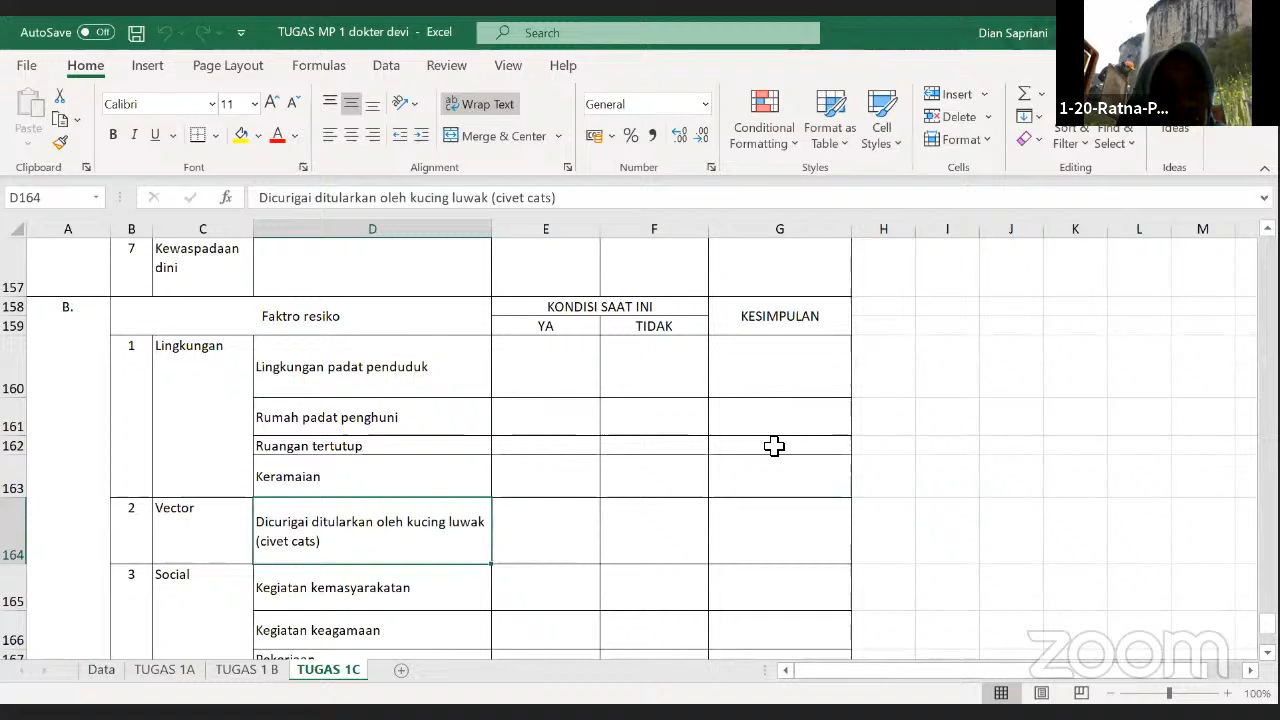 AutoSave Off TUGAS MP 1 dokter devi - Excel Search Dian Sapriani
File Home Insert Page Layout Formulas Data Review View Help
1-20-Ratna-P...
Paste
Calibri 11
B I U
Wrap Text
Merge & Center
General
Conditional Formatting
Format as Table
Cell Styles
Insert
Delete
Format
Sort & Filter
Find & Select
Ideas
Clipboard Font Alignment Number Styles Cells Editing Ideas
D164 fx Dicurigai ditularkan oleh kucing luwak (civet cats)
A B C D E F G H I J K L M
7 Kewaspadaan
dini
157
158 B. Faktro resiko KONDISI SAAT INI KESIMPULAN
159 YA TIDAK
1 Lingkungan
160 Lingkungan padat penduduk
161 Rumah padat penghuni
162 Ruangan tertutup
163 Keramaian
2 Vector Dicurigai ditularkan oleh kucing luwak
(civet cats)
164
3 Social
165 Kegiatan kemasyarakatan
166 Kegiatan keagamaan
167 Pekerjaan
Data TUGAS 1A TUGAS 1 B TUGAS 1C
zoom
100%